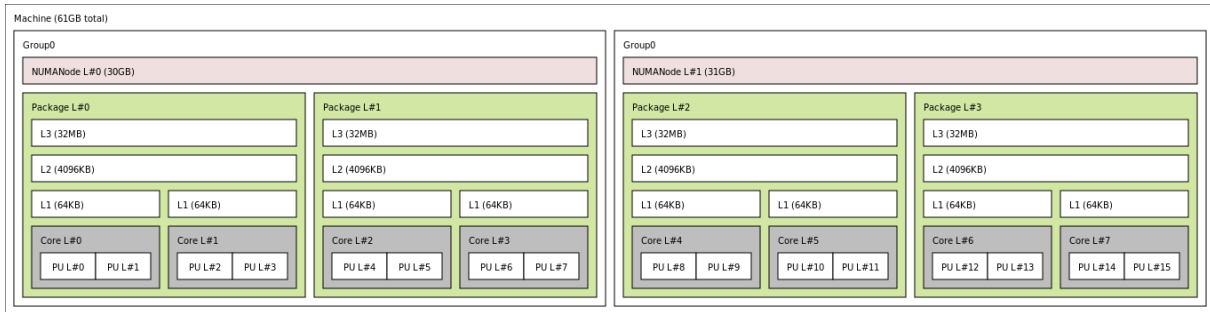 Machine (61GB total)
Group0
NUMANode L#0 (30GB)
Package L#0
L3 (32MB)
L2 (4096KB)
L1 (64KB)
L1 (64KB)
Core L#0
PU L#0
PU L#1
Core L#1
PU L#2
PU L#3
Package L#1
L3 (32MB)
L2 (4096KB)
L1 (64KB)
L1 (64KB)
Core L#2
PU L#4
PU L#5
Core L#3
PU L#6
PU L#7
Group0
NUMANode L#1 (31GB)
Package L#2
L3 (32MB)
L2 (4096KB)
L1 (64KB)
L1 (64KB)
Core L#4
PU L#8
PU L#9
Core L#5
PU L#10
PU L#11
Package L#3
L3 (32MB)
L2 (4096KB)
L1 (64KB)
L1 (64KB)
Core L#6
PU L#12
PU L#13
Core L#7
PU L#14
PU L#15